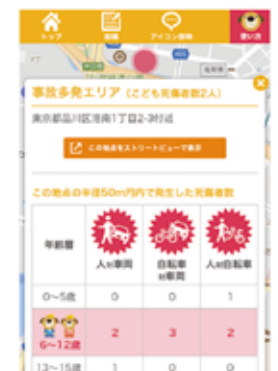 トップ
アイコン説明
使い方
事故多発エリア（こども死傷者数2人）
東京都品川区港南1丁目2-3付近
この地点をストリートビューで表示
この地点の半径50m円内で発生した死傷者数
年齢層 人対車両 自転車対車両 人対自転車
0〜5歳 0 0 1
6〜12歳 2 3 2
13〜15歳 1 0 0